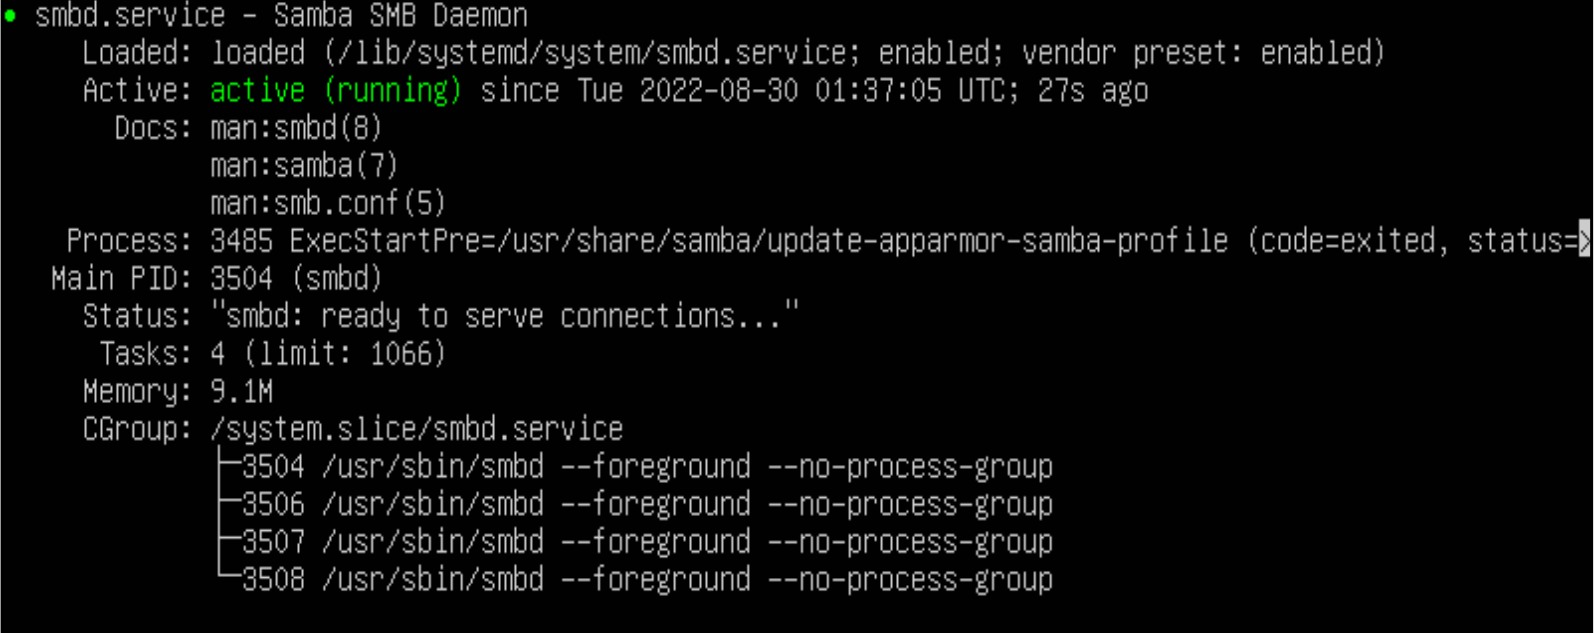 ● smbd.service - Samba SMB Daemon
Loaded: loaded (/lib/systemd/system/smbd.service; enabled; vendor preset: enabled)
Active: active (running) since Tue 2022-08-30 01:37:05 UTC; 27s ago
Docs: man:smbd(8)
man:samba(7)
man:smb.conf(5)
Process: 3485 ExecStartPre=/usr/share/samba/update-apparmor-samba-profile (code=exited, status=>
Main PID: 3504 (smbd)
Status: "smbd: ready to serve connections..."
Tasks: 4 (limit: 1066)
Memory: 9.1M
CGroup: /system.slice/smbd.service
├─3504 /usr/sbin/smbd --foreground --no-process-group
├─3506 /usr/sbin/smbd --foreground --no-process-group
├─3507 /usr/sbin/smbd --foreground --no-process-group
└─3508 /usr/sbin/smbd --foreground --no-process-group